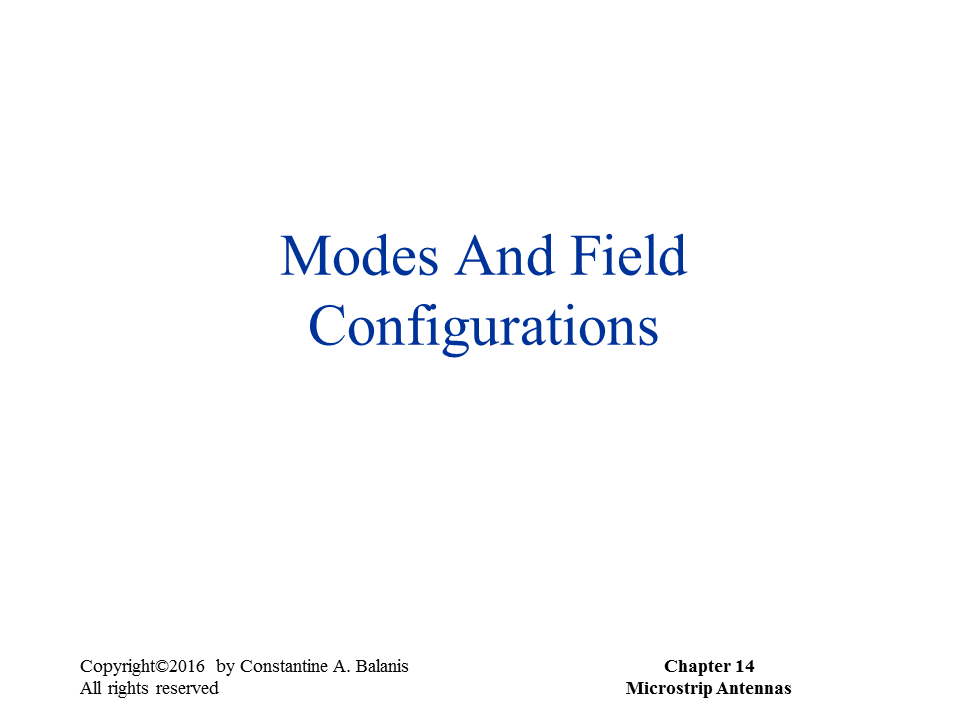 Modes And Field
Configurations
Copyright©2016 by Constantine A. Balanis
All rights reserved
Chapter 14
Microstrip Antennas